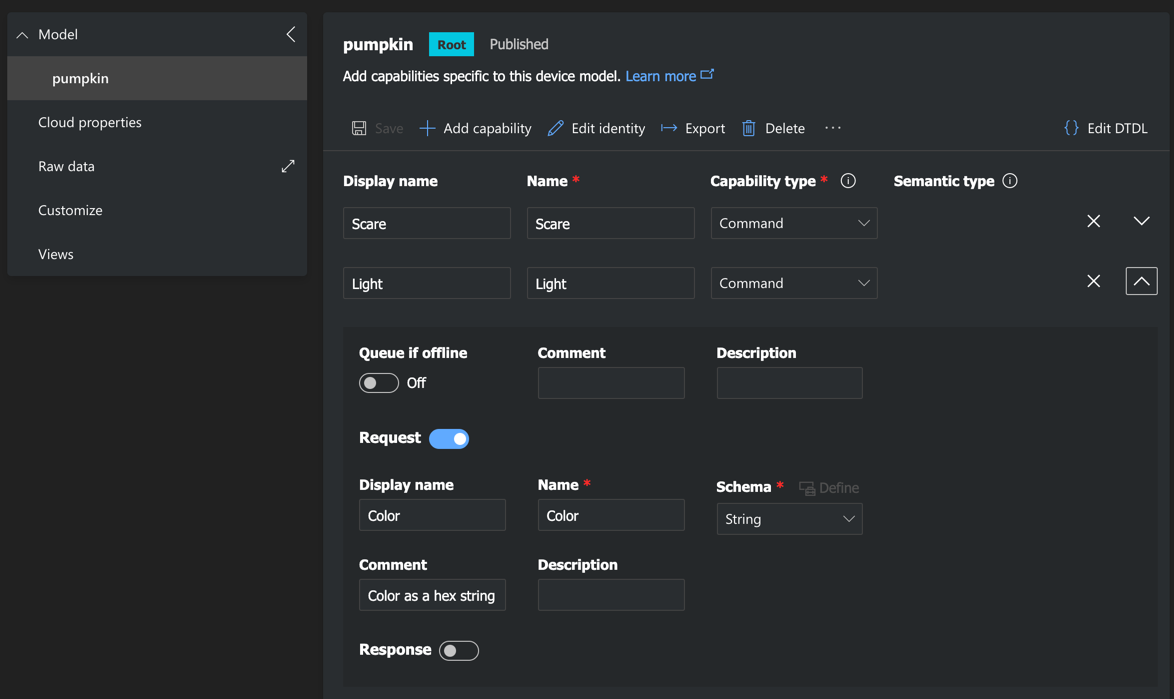 Model
pumpkin
Cloud properties
Raw data
Customize
Views
pumpkin Root Published
Add capabilities specific to this device model. Learn more
Save Add capability Edit identity Export Delete ... Edit DTDL
Display name Name * Capability type * Semantic type
Scare Scare Command
Light Light Command
Queue if offline Comment Description
Off
Request
Display name Name * Schema * Define
Color Color String
Comment Description
Color as a hex string
Response